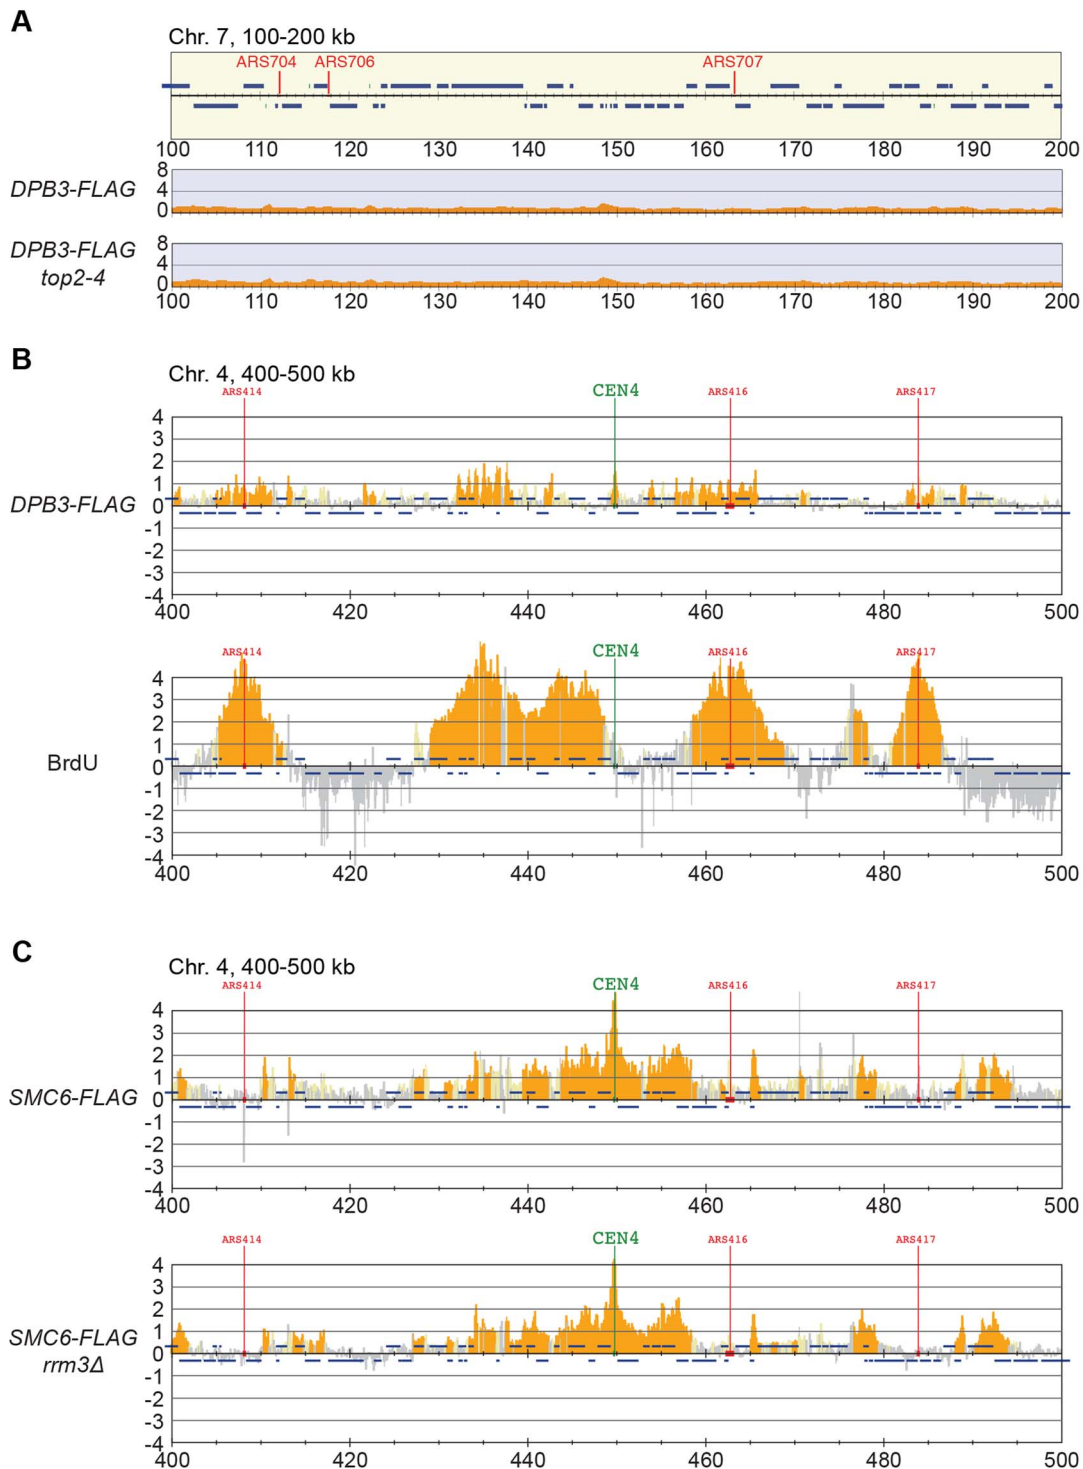 A
Chr. 7, 100-200 kb
ARS704 ARS706 ARS707
100 110 120 130 140 150 160 170 180 190 200
DPB3-FLAG
8
4
0
DPB3-FLAG
top2-4
8
4
0
100 110 120 130 140 150 160 170 180 190 200
B
Chr. 4, 400-500 kb
ARS414 CEN4 ARS416 ARS417
DPB3-FLAG
4
3
2
1
0
-1
-2
-3
-4
400 420 440 460 480 500
ARS414 CEN4 ARS416 ARS417
BrdU
4
3
2
1
0
-1
-2
-3
-4
400 420 440 460 480 500
C
Chr. 4, 400-500 kb
ARS414 CEN4 ARS416 ARS417
SMC6-FLAG
4
3
2
1
0
-1
-2
-3
-4
400 420 440 460 480 500
ARS414 CEN4 ARS416 ARS417
SMC6-FLAG
rrm3Δ
4
3
2
1
0
-1
-2
-3
-4
400 420 440 460 480 500